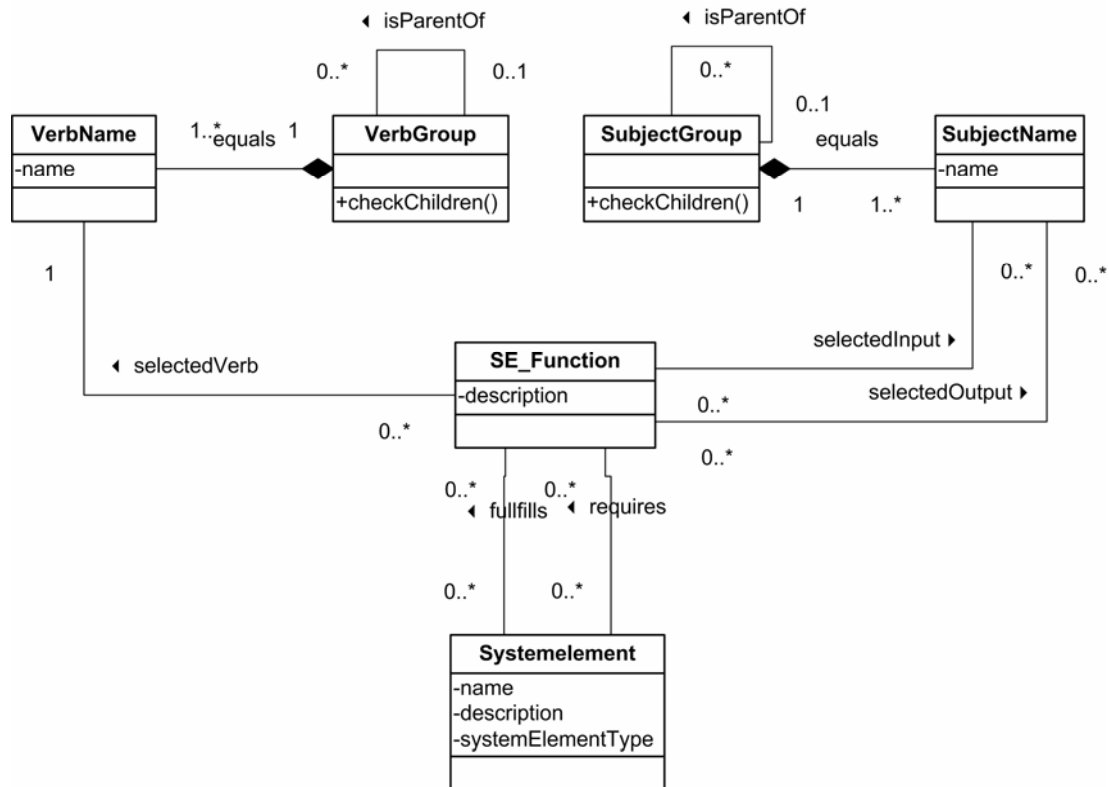 ◂ isParentOf
◂ isParentOf
0..*
0..1
0..*
0..1
VerbName
-name
1..*
equals
1
VerbGroup
+checkChildren()
SubjectGroup
+checkChildren()
equals
1
1..*
SubjectName
-name
1
0..*
0..*
◂ selectedVerb
selectedInput ▸
selectedOutput ▸
SE_Function
-description
0..*
0..*
0..*
0..*
0..*
◂ fullfills
◂ requires
0..*
0..*
Systemelement
-name
-description
-systemElementType